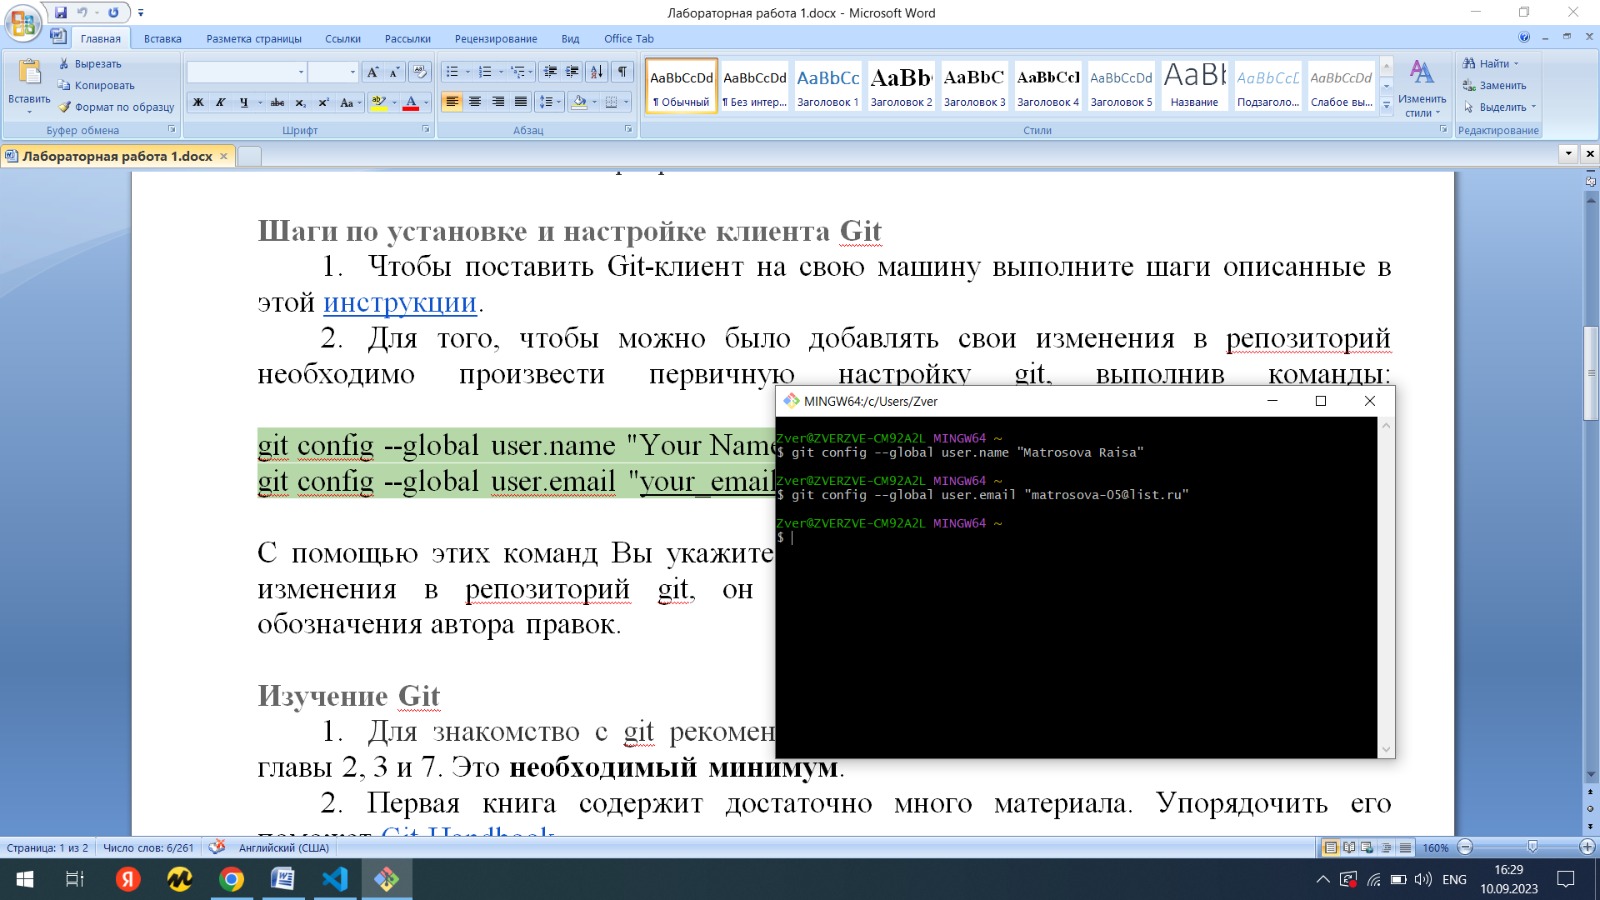 Лабораторная работа 1.docx - Microsoft Word
Главная Вставка Разметка страницы Ссылки Рассылки Рецензирование Вид Office Tab
Вставить
Вырезать
Копировать
Формат по образцу
Буфер обмена
Ж К Ч abc x₂ x² Aa
Шрифт
Абзац
AaBbCcDd AaBbCcDd AaBbCc AaBb AaBbC AaBbCcI AaBbCcDd AaBb AaBbCcI AaBbCcDd
¶ Обычный ¶ Без интер... Заголовок 1 Заголовок 2 Заголовок 3 Заголовок 4 Заголовок 5 Название Подзаголо... Слабое вы...
Стили
Изменить стили
Найти
Заменить
Выделить
Редактирование
Лабораторная работа 1.docx
Шаги по установке и настройке клиента Git
1. Чтобы поставить Git-клиент на свою машину выполните шаги описанные в
этой инструкции.
2. Для того, чтобы можно было добавлять свои изменения в репозиторий
необходимо произвести первичную настройку git, выполнив команды:
git config --global user.name "Your Name
git config --global user.email "your_email
С помощью этих команд Вы укажите
изменения в репозиторий git, он
обозначения автора правок.
Изучение Git
1. Для знакомство с git рекомен
главы 2, 3 и 7. Это необходимый минимум.
2. Первая книга содержит достаточно много материала. Упорядочить его
поможет Git Handbook
MINGW64:/c/Users/Zver
Zver@ZVERZVE-CM92A2L MINGW64 ~
$ git config --global user.name "Matrosova Raisa"
Zver@ZVERZVE-CM92A2L MINGW64 ~
$ git config --global user.email "matrosova-05@list.ru"
Zver@ZVERZVE-CM92A2L MINGW64 ~
$
Страница: 1 из 2 Число слов: 6/261 Английский (США) 160%
Я ENG 16:29
10.09.2023